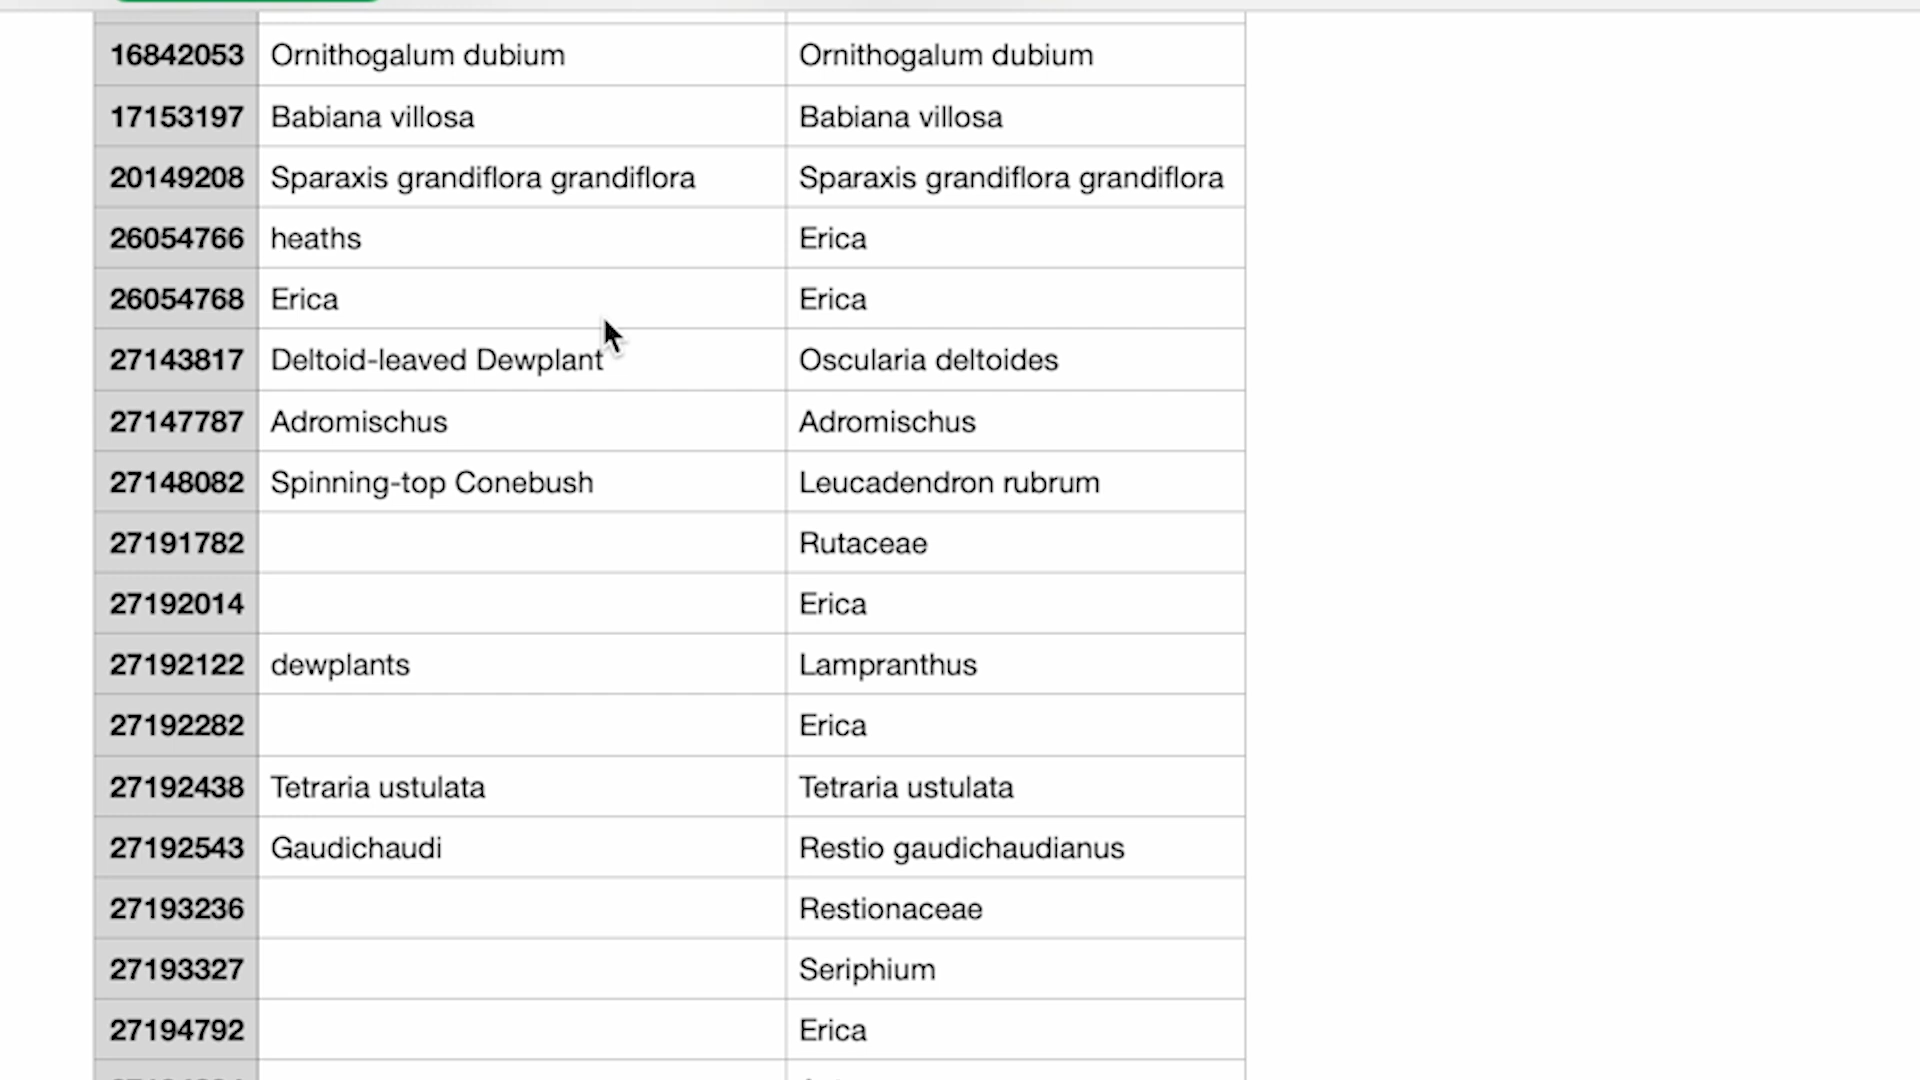 16842053 Ornithogalum dubium Ornithogalum dubium
17153197 Babiana villosa Babiana villosa
20149208 Sparaxis grandiflora grandiflora Sparaxis grandiflora grandiflora
26054766 heaths Erica
26054768 Erica Erica
27143817 Deltoid-leaved Dewplant Oscularia deltoides
27147787 Adromischus Adromischus
27148082 Spinning-top Conebush Leucadendron rubrum
27191782 Rutaceae
27192014 Erica
27192122 dewplants Lampranthus
27192282 Erica
27192438 Tetraria ustulata Tetraria ustulata
27192543 Gaudichaudi Restio gaudichaudianus
27193236 Restionaceae
27193327 Seriphium
27194792 Erica